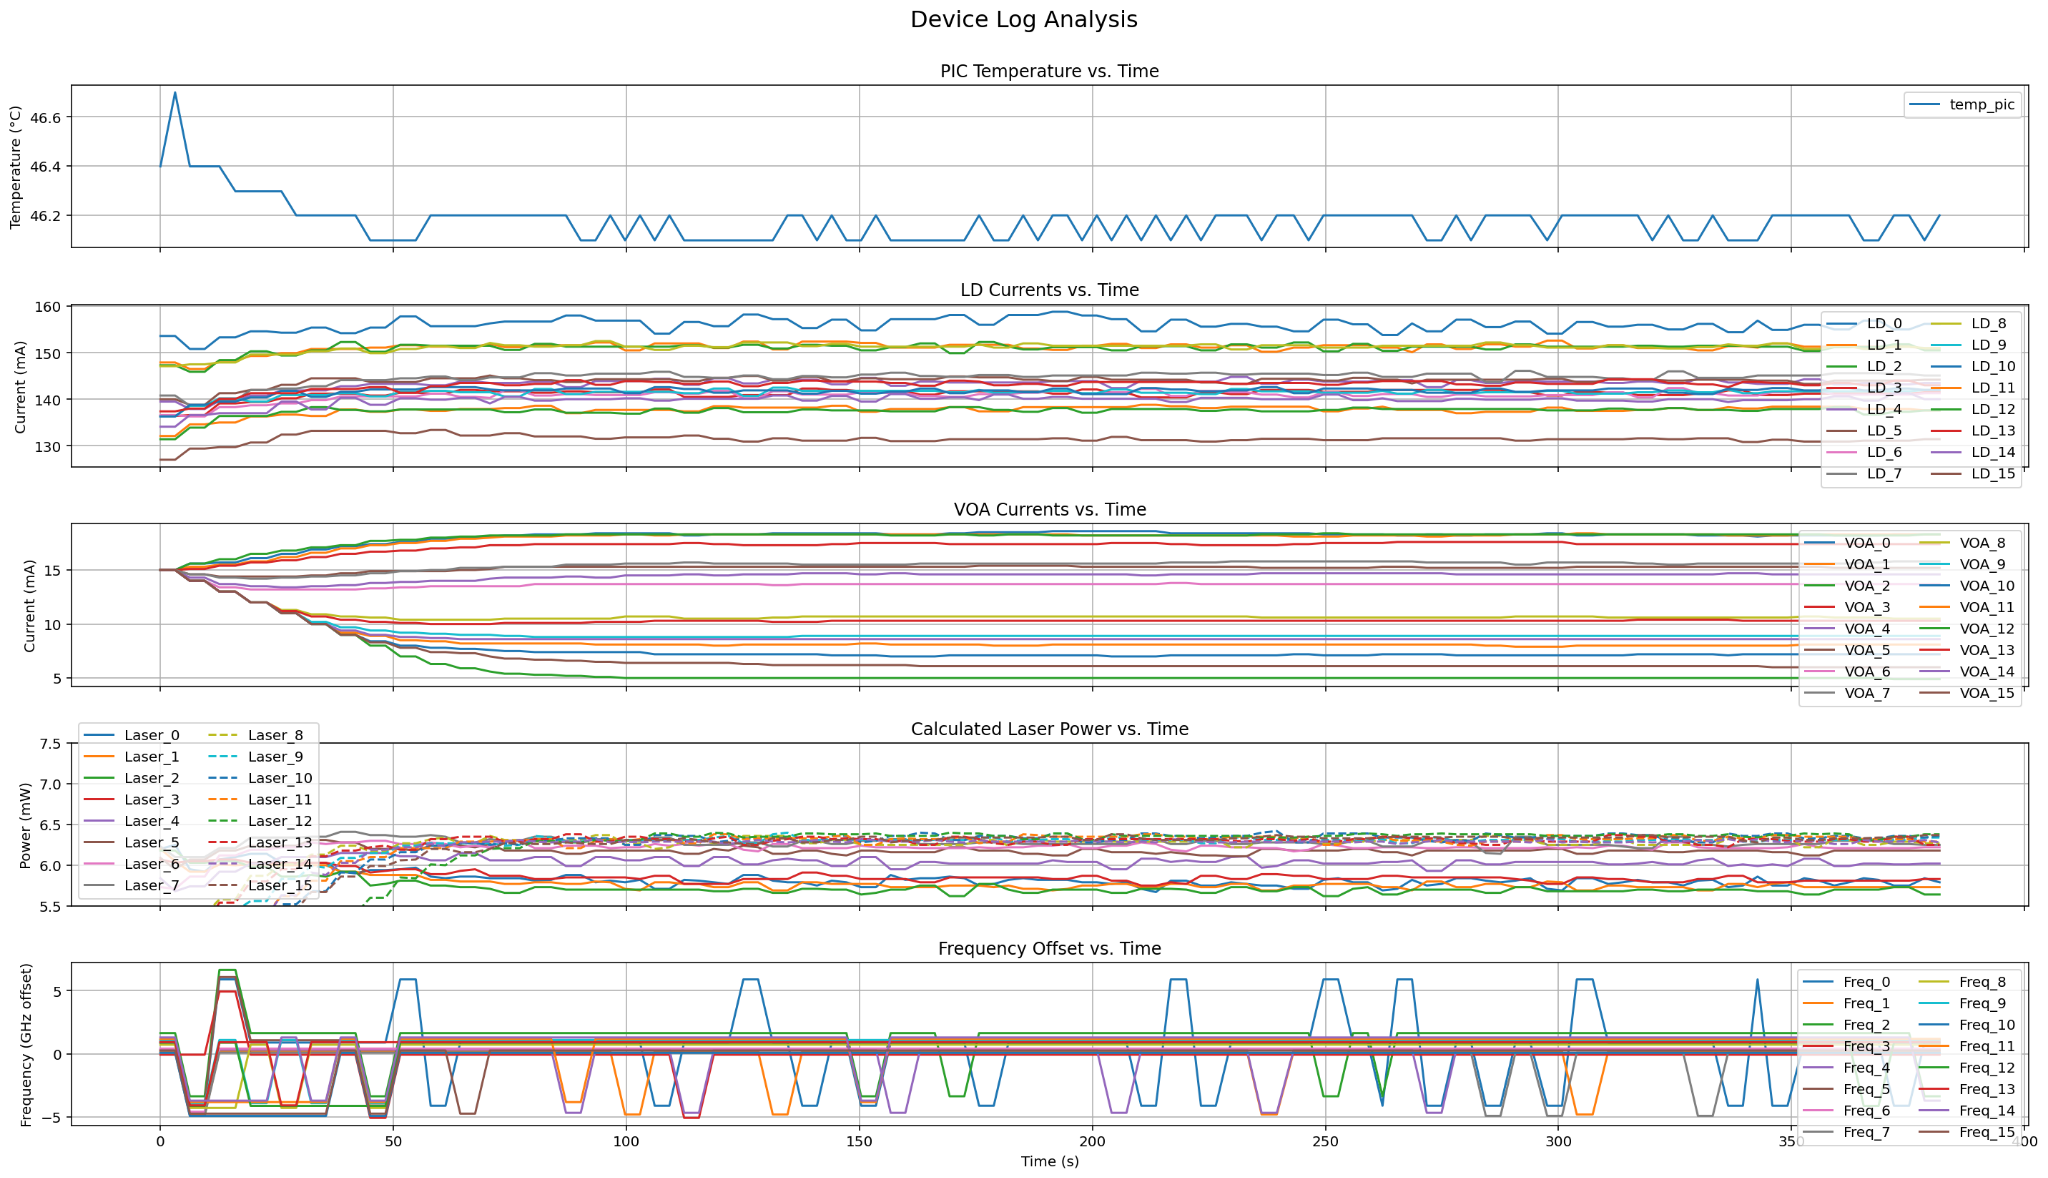 Device Log Analysis
PIC Temperature vs. Time
Temperature (°C)
46.6
46.4
46.2
temp_pic
LD Currents vs. Time
Current (mA)
160
150
140
130
LD_0 LD_8
LD_1 LD_9
LD_2 LD_10
LD_3 LD_11
LD_4 LD_12
LD_5 LD_13
LD_6 LD_14
LD_7 LD_15
VOA Currents vs. Time
Current (mA)
15
10
5
VOA_0 VOA_8
VOA_1 VOA_9
VOA_2 VOA_10
VOA_3 VOA_11
VOA_4 VOA_12
VOA_5 VOA_13
VOA_6 VOA_14
VOA_7 VOA_15
Calculated Laser Power vs. Time
Power (mW)
7.5
7.0
6.5
6.0
5.5
Laser_0 Laser_8
Laser_1 Laser_9
Laser_2 Laser_10
Laser_3 Laser_11
Laser_4 Laser_12
Laser_5 Laser_13
Laser_6 Laser_14
Laser_7 Laser_15
Frequency Offset vs. Time
Frequency (GHz offset)
5
0
−5
Freq_0 Freq_8
Freq_1 Freq_9
Freq_2 Freq_10
Freq_3 Freq_11
Freq_4 Freq_12
Freq_5 Freq_13
Freq_6 Freq_14
Freq_7 Freq_15
0 50 100 150 200 250 300 350 400
Time (s)